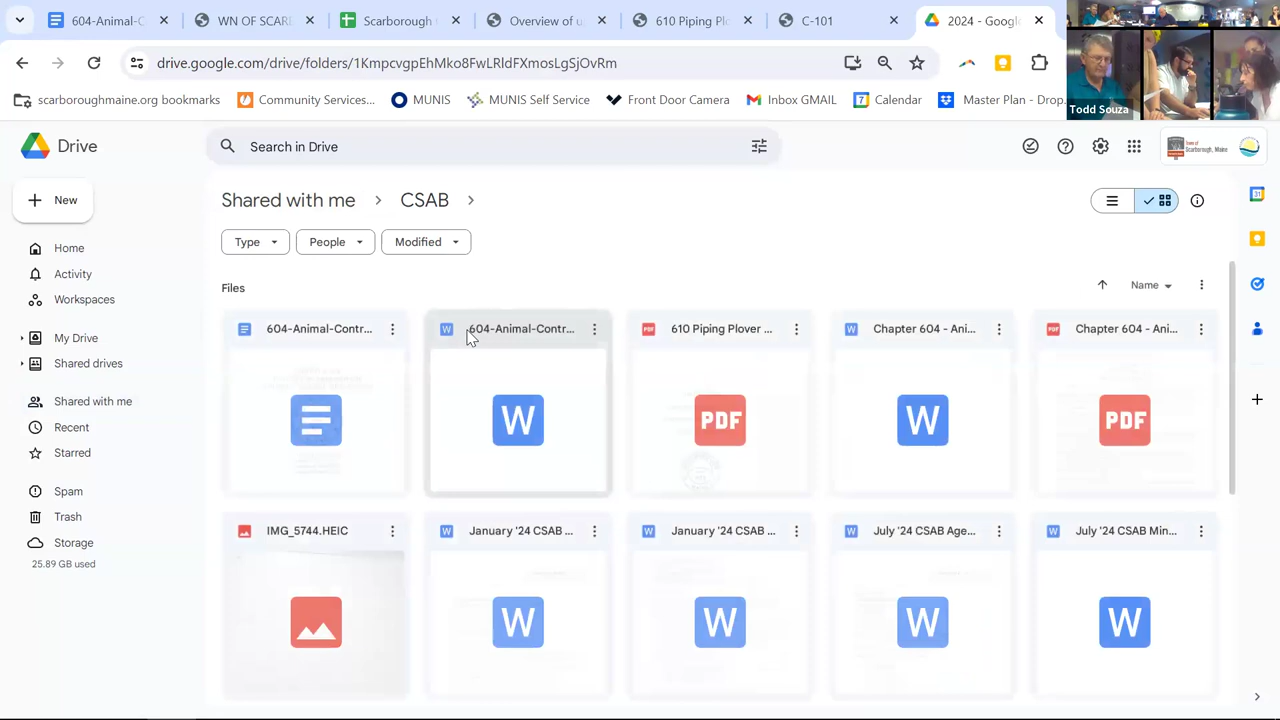 604-Animal-C
WN OF SCARL
Scarborough
Overview of
610 Piping Plo
C-101
2024 - Google
drive.google.com/drive/folders/
scarboroughmaine.org bookmarks
Community Services...
MUNIS
Self Service
Front Door Camera
Inbox GMAIL
Calendar
Master Plan - Drop
Todd Souza
Drive
Search in Drive
Scarborough, Maine
New
Shared with me
CSAB
Type
People
Modified
Home
Activity
Workspaces
My Drive
Shared drives
Shared with me
Recent
Starred
Spam
Trash
Storage
25.89 GB used
Files
Name
604-Animal-Contr...
604-Animal-Contr...
610 Piping Plover ...
Chapter 604 - Ani...
Chapter 604 - Ani...
W
PDF
W
PDF
IMG_5744.HEIC
January '24 CSAB ...
January '24 CSAB ...
July '24 CSAB Age...
July '24 CSAB Min...
W
W
W
W